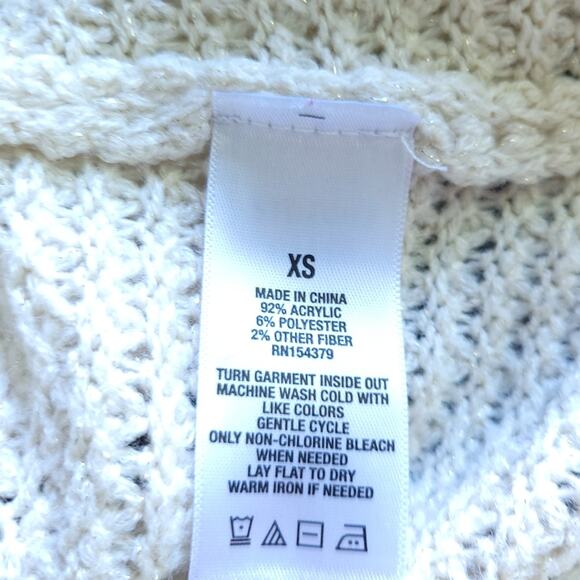 XS
MADE IN CHINA
92% ACRYLIC
6% POLYESTER
2% OTHER FIBER
RN154379
TURN GARMENT INSIDE OUT
MACHINE WASH COLD WITH
LIKE COLORS
GENTLE CYCLE
ONLY NON-CHLORINE BLEACH
WHEN NEEDED
LAY FLAT TO DRY
WARM IRON IF NEEDED